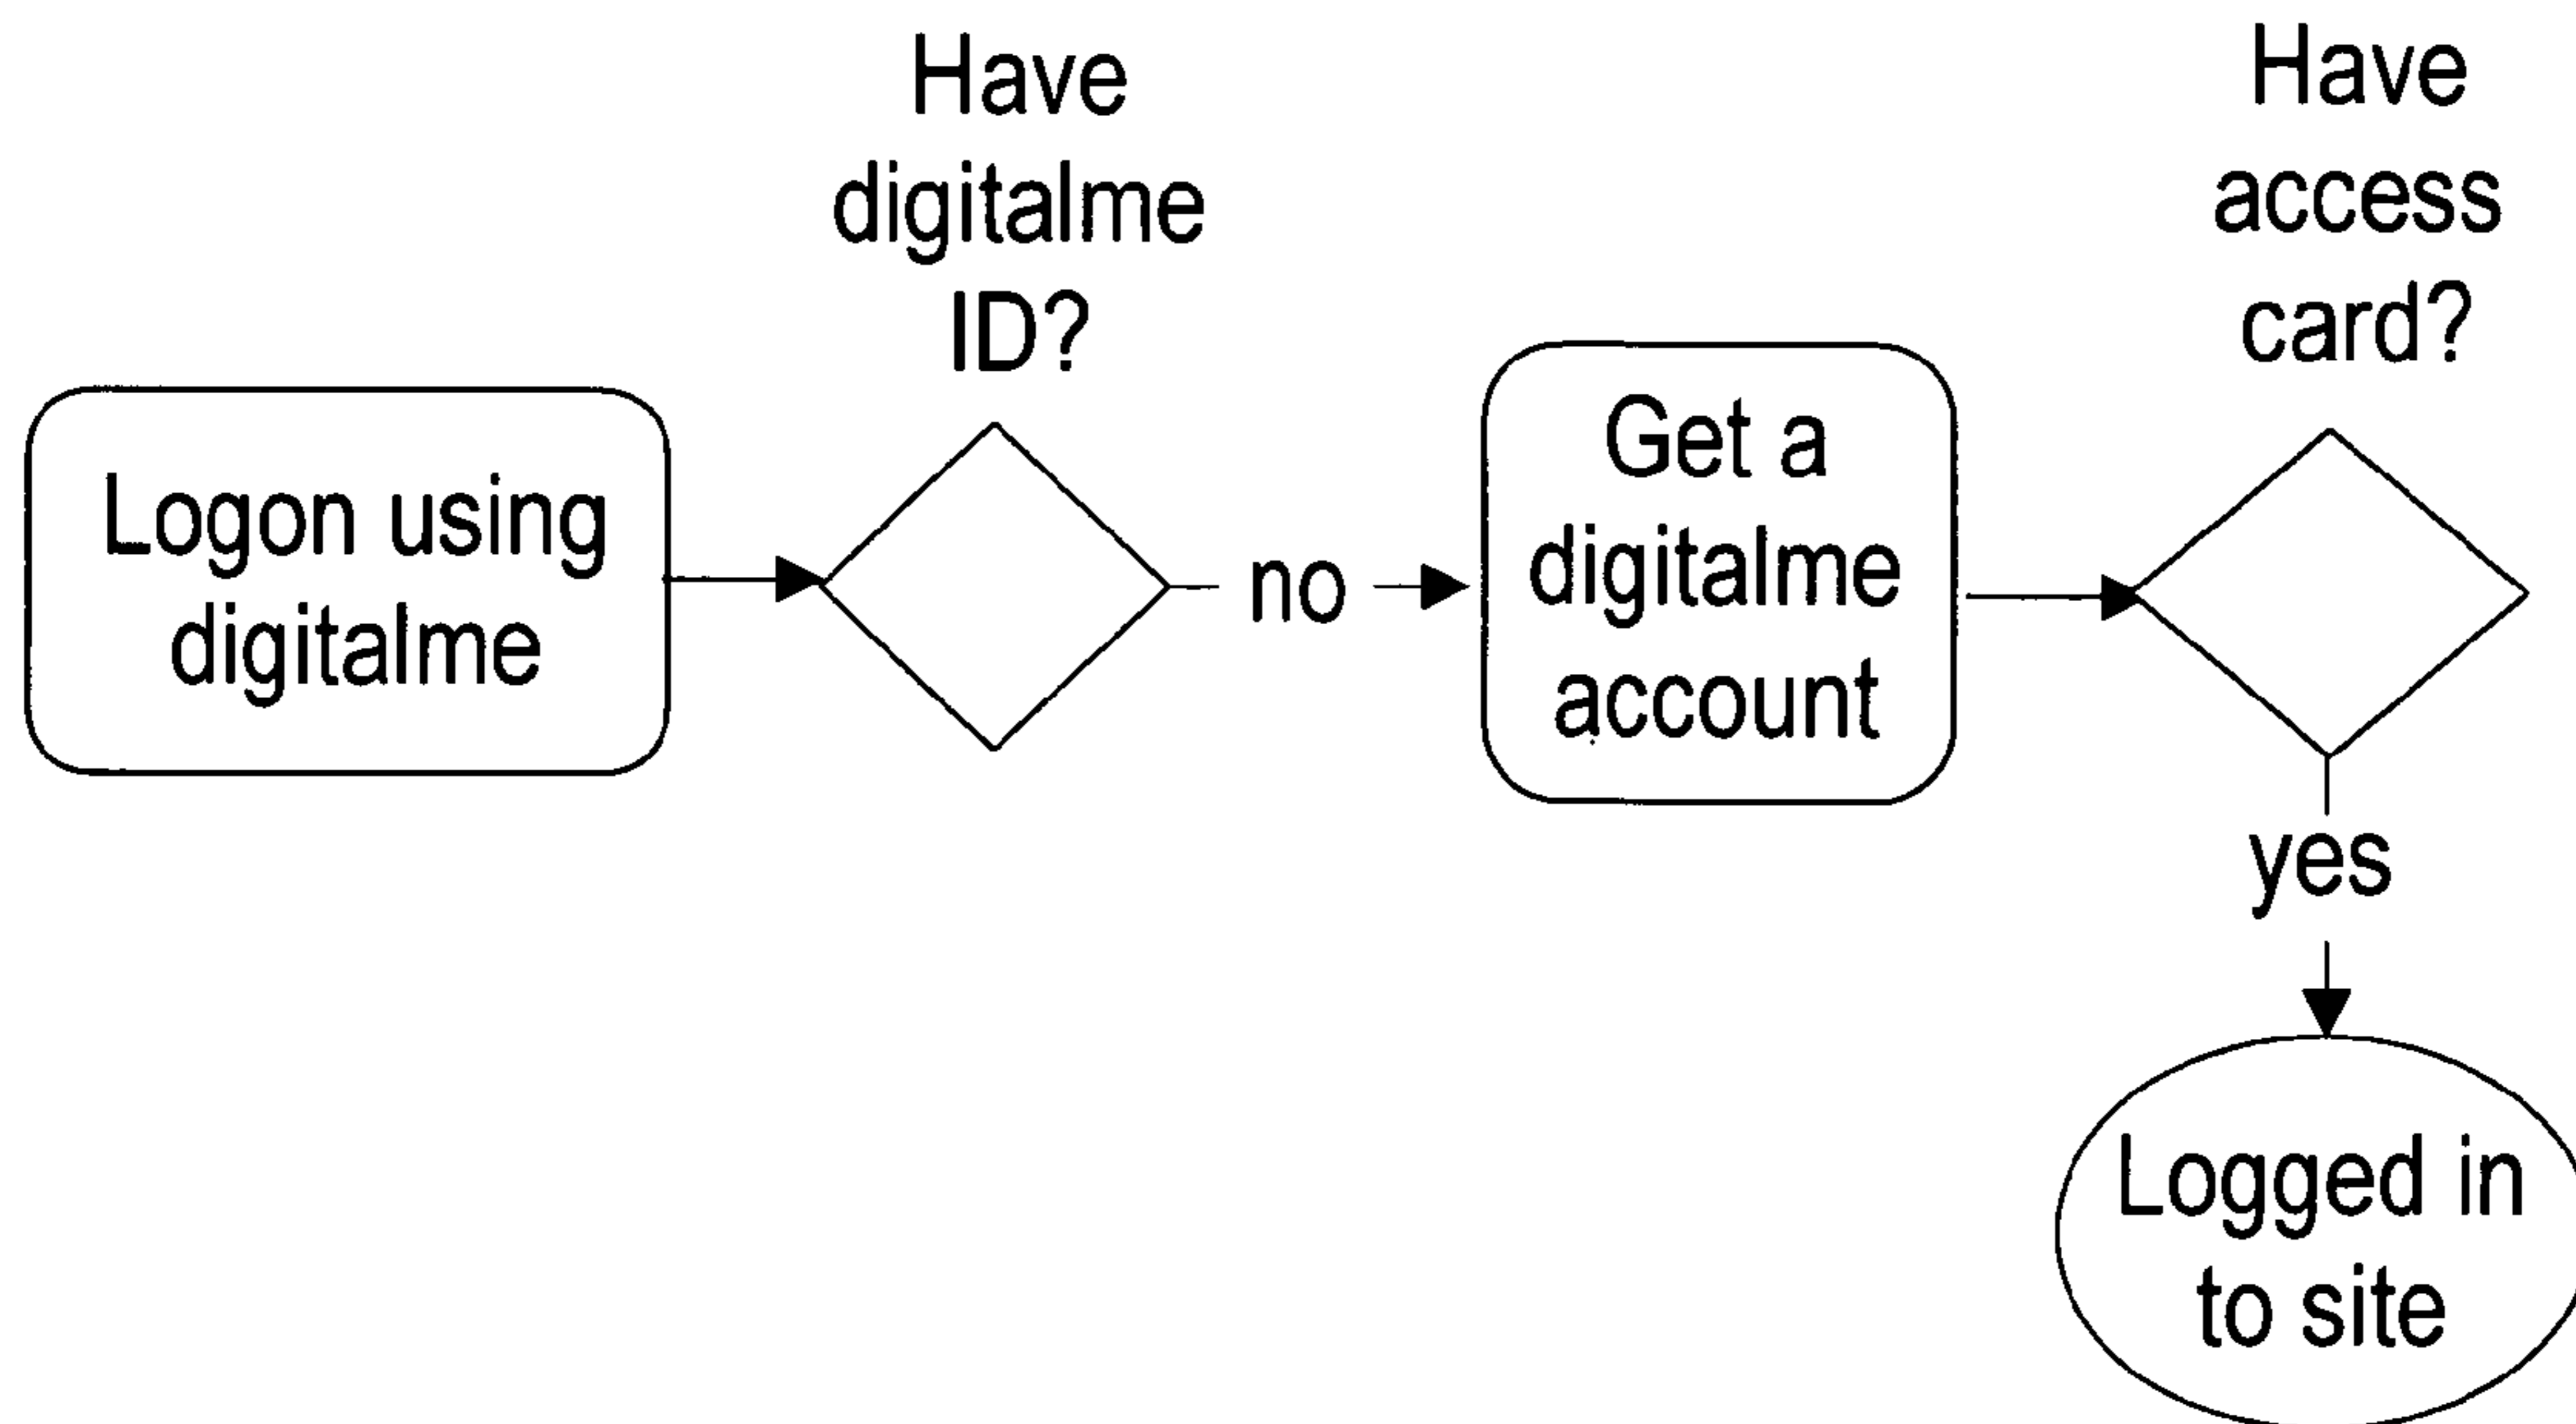 Logon using
digitalme
Have
digitalme
ID?
no
Get a
digitalme
account
Have
access
card?
yes
Logged in
to site